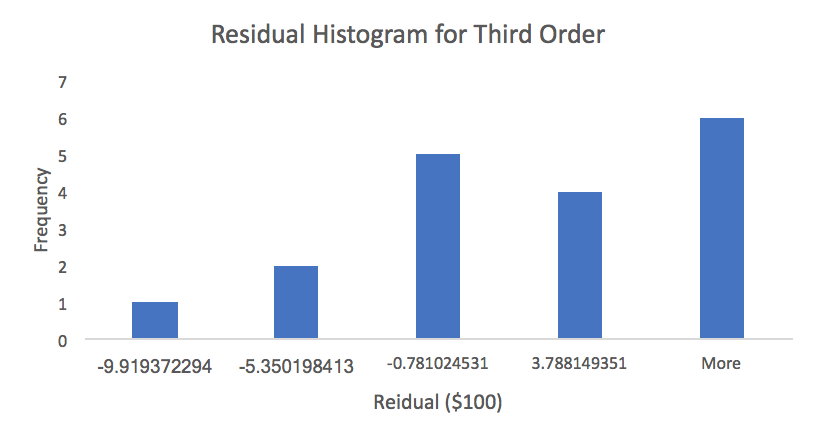 Residual Histogram for Third Order
7
6
5
4
3
2
1
0
Frequency
-9.919372294 -5.350198413 -0.781024531 3.788149351 More
Reidual ($100)